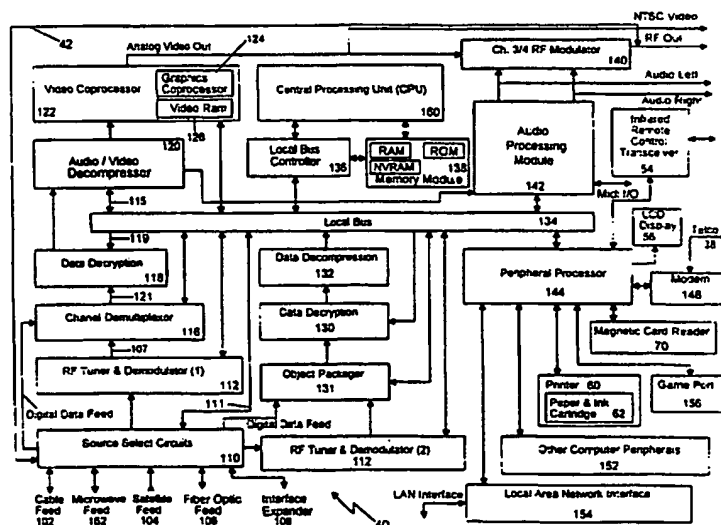 NTSC Video
42
124
Analog Video Out
RF Out
Ch. 3/4 RF Modulator
140
Graphics
Coprocessor
Video Coprocessor
122
Video Ram
126
Central Processing Unit (CPU)
160
Audio Left
Audio Right
Audio
Processing
Module
142
Infrared
Remote
Control
Transceiver
54
120
Audio / Video
Decompressor
Local Bus
Controller
136
RAM
ROM
NVRAM
138
Memory Module
115
Midi I/O
Local Bus
134
119
LCD
Display
56
Telco
38
Data Decryption
118
Data Decompression
132
Peripheral Processor
144
Modem
148
121
Chanel Demultiplexor
116
Data Decryption
130
Magnetic Card Reader
70
107
RF Tuner & Demodulator (1)
112
Object Packager
131
Printer 60
Paper & Ink
Cartridge 62
Game Port
156
Digital Data Feed
111
Digital Data Feed
Source Select Circuits
110
RF Tuner & Demodulator (2)
112
Other Computer Peripherals
152
Cable
Feed
102
Microwave
Feed
162
Satellite
Feed
104
Fiber Optic
Feed
106
Interface
Expander
108
40
LAN Interface
Local Area Network Interface
154